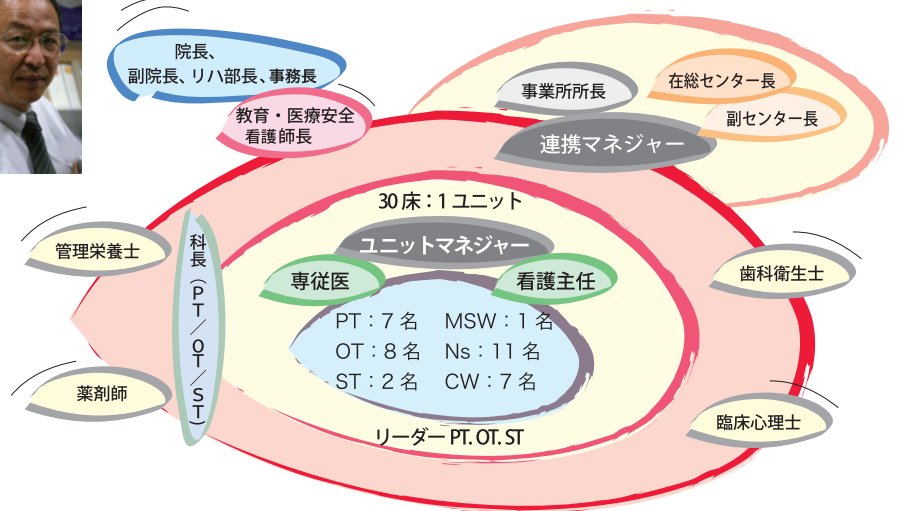 院長、
副院長、リハ部長、事務長
教育・医療安全
看護師長
事業所所長
在総センター長
副センター長
連携マネジャー
30床：1ユニット
ユニットマネジャー
専従医
看護主任
管理栄養士
科長（PT／OT／ST）
歯科衛生士
PT：7名　MSW：1名
OT：8名　Ns：11名
ST：2名　CW：7名
薬剤師
臨床心理士
リーダー PT. OT. ST